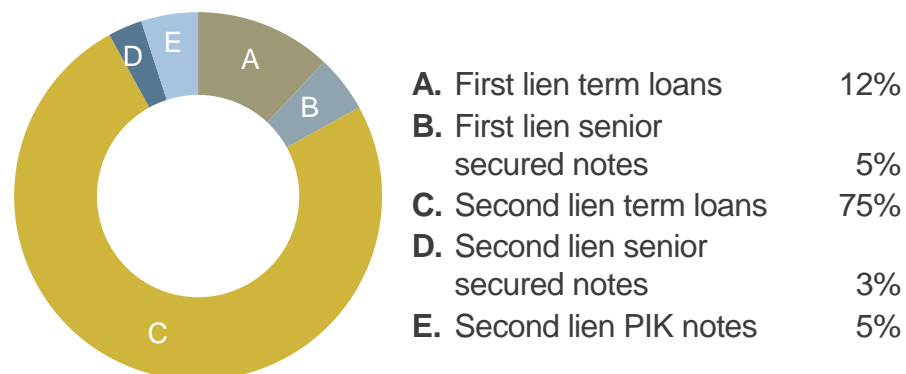 D
E
A
B
C
A. First lien term loans 12%
B. First lien senior
secured notes 5%
C. Second lien term loans 75%
D. Second lien senior
secured notes 3%
E. Second lien PIK notes 5%